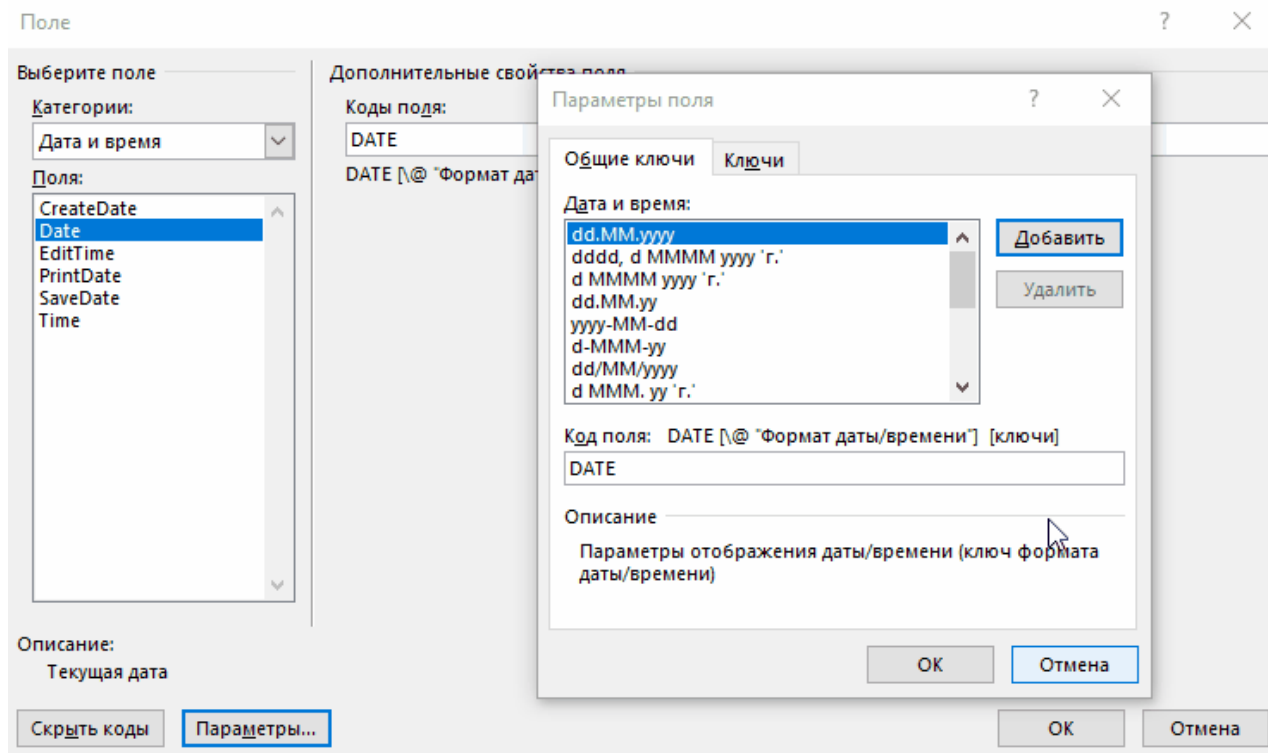 Поле
Выберите поле
Категории:
Дата и время
Поля:
CreateDate
Date
EditTime
PrintDate
SaveDate
Time
Описание:
Текущая дата
Скрыть коды
Параметры...
Дополнительные свойства поля
Коды поля:
DATE
DATE [\@ "Формат дат
Параметры поля
Общие ключи
Ключи
Дата и время:
dd.MM.yyyy
dddd, d MMMM yyyy 'г.'
d MMMM yyyy 'г.'
dd.MM.yy
yyyy-MM-dd
d-MMM-yy
dd/MM/yyyy
d MMM. yy 'г.'
Добавить
Удалить
Код поля: DATE [\@ "Формат даты/времени"] [ключи]
DATE
Описание
Параметры отображения даты/времени (ключ формата
даты/времени)
ОК
Отмена
ОК
Отмена